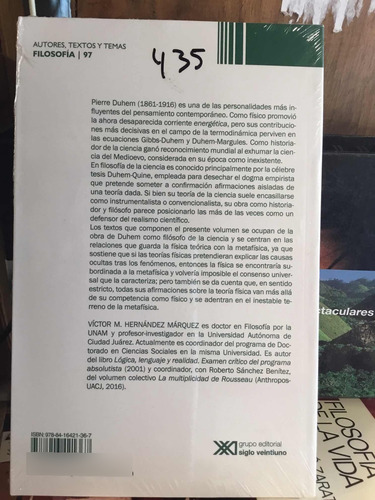 AUTORES, TEXTOS Y TEMAS
FILOSOFÍA | 97
435
Pierre Duhem (1861-1916) es una de las personalidades más in-
fluyentes del pensamiento contemporáneo. Como físico promovió
la ahora desaparecida corriente energética, pero sus contribucio-
nes más decisivas en el campo de la termodinámica perviven en
las ecuaciones Gibbs-Duhem y Duhem-Margules. Como historia-
dor de la ciencia ganó reconocimiento mundial al exhumar la cien-
cia del Medioevo, considerada en su época como inexistente.
En filosofía de la ciencia es conocido principalmente por la célebre
tesis Duhem-Quine, empleada para desechar el dogma empirista
que pretende someter a confirmación afirmaciones aisladas de
una teoría dada. Si bien su teoría de la ciencia suele encasillarse
como instrumentalista o convencionalista, su obra como historia-
dor y filósofo parece posicionarlo más de las veces como un
defensor del realismo científico.
Los textos que componen el presente volumen se ocupan de la
obra de Duhem como filósofo de la ciencia y se centran en las
relaciones que guarda la física teórica con la metafísica, ya que
sostiene que si las teorías físicas pretendieran explicar las causas
ocultas tras los fenómenos, entonces la física se encontraría su-
bordinada a la metafísica y volvería imposible el consenso univer-
sal que la caracteriza; pero también se da cuenta que, en sentido
estricto, todas sus afirmaciones sobre la teoría física van más allá
de su competencia como físico y se adentran en el inestable te-
rreno de la metafísica.
VÍCTOR M. HERNÁNDEZ MÁRQUEZ es doctor en Filosofía por la
UNAM y profesor-investigador en la Universidad Autónoma de
Ciudad Juárez. Actualmente es coordinador del programa de Doc-
torado en Ciencias Sociales en la misma Universidad. Es autor
del libro Lógica, lenguaje y realidad. Examen crítico del programa
absolutista (2001) y coordinador, con Roberto Sánchez Benítez,
del volumen colectivo La multiplicidad de Rousseau (Anthropos-
UACJ, 2016).
ISBN 978-84-16421-36-7
grupo editorial
siglo veintiuno
taculares
FILOSOFÍA
DE LA VIDA